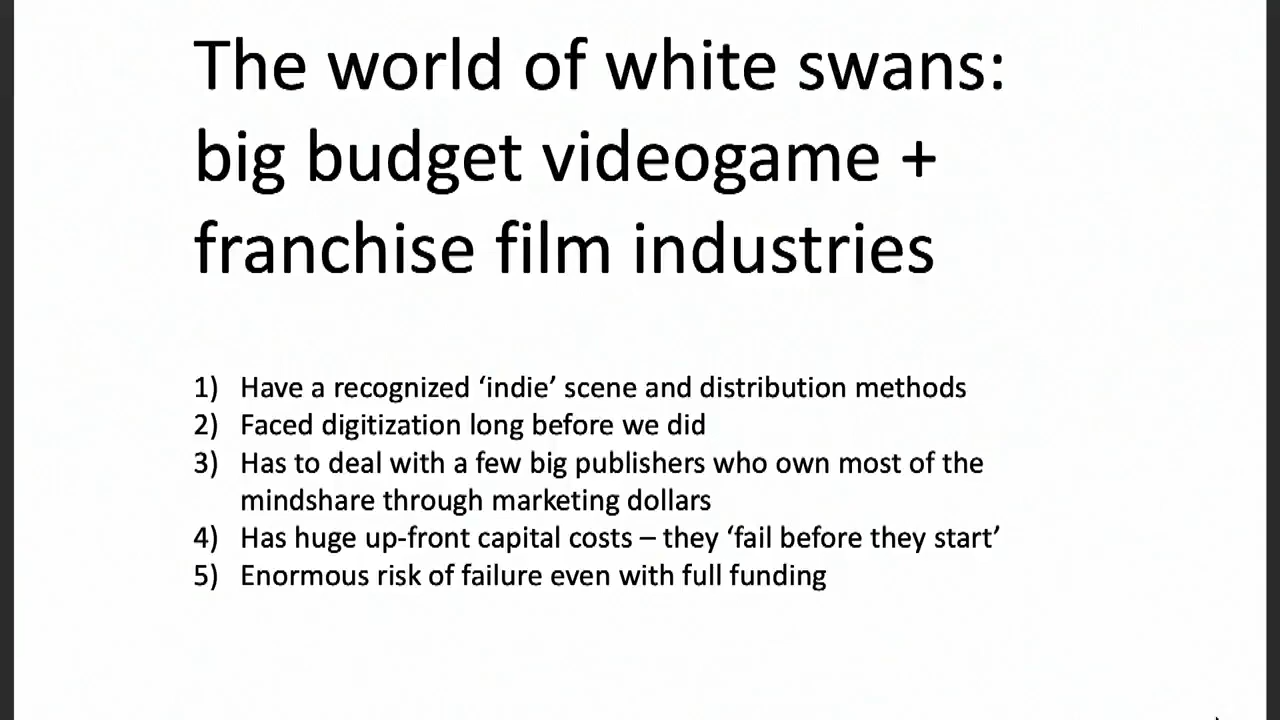 The world of white swans:
big budget videogame +
franchise film industries
1) Have a recognized ‘indie’ scene and distribution methods
2) Faced digitization long before we did
3) Has to deal with a few big publishers who own most of the
mindshare through marketing dollars
4) Has huge up-front capital costs – they ‘fail before they start’
5) Enormous risk of failure even with full funding